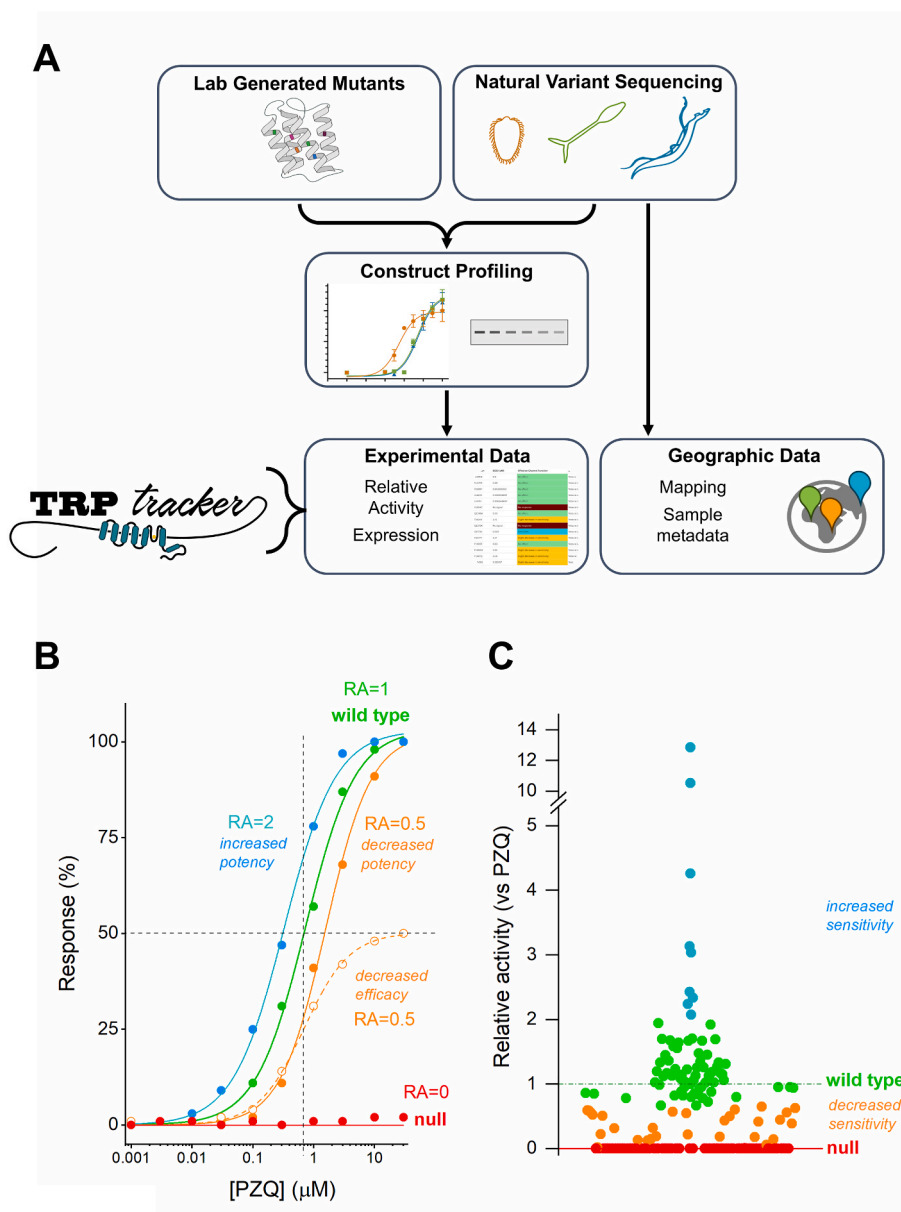 A
Lab Generated Mutants
Natural Variant Sequencing
Construct Profiling
TRP tracker
Experimental Data
Relative
Activity
Expression
Geographic Data
Mapping
Sample
metadata
B
RA=1
wild type
RA=2
increased
potency
RA=0.5
decreased
potency
decreased
efficacy
RA=0.5
RA=0
null
Response (%)
100
75
50
25
0
0.001
0.01
0.1
1
10
[PZQ] (μM)
C
Relative activity (vs PZQ)
14
12
10
5
4
3
2
1
0
increased
sensitivity
wild type
decreased
sensitivity
null